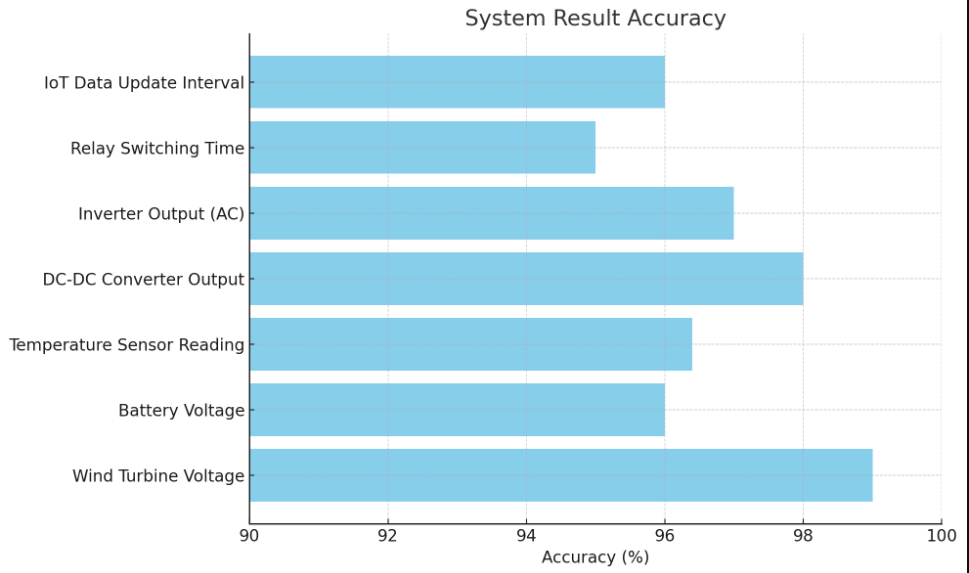 System Result Accuracy
IoT Data Update Interval
Relay Switching Time
Inverter Output (AC)
DC-DC Converter Output
Temperature Sensor Reading
Battery Voltage
Wind Turbine Voltage
90 92 94 96 98 100
Accuracy (%)